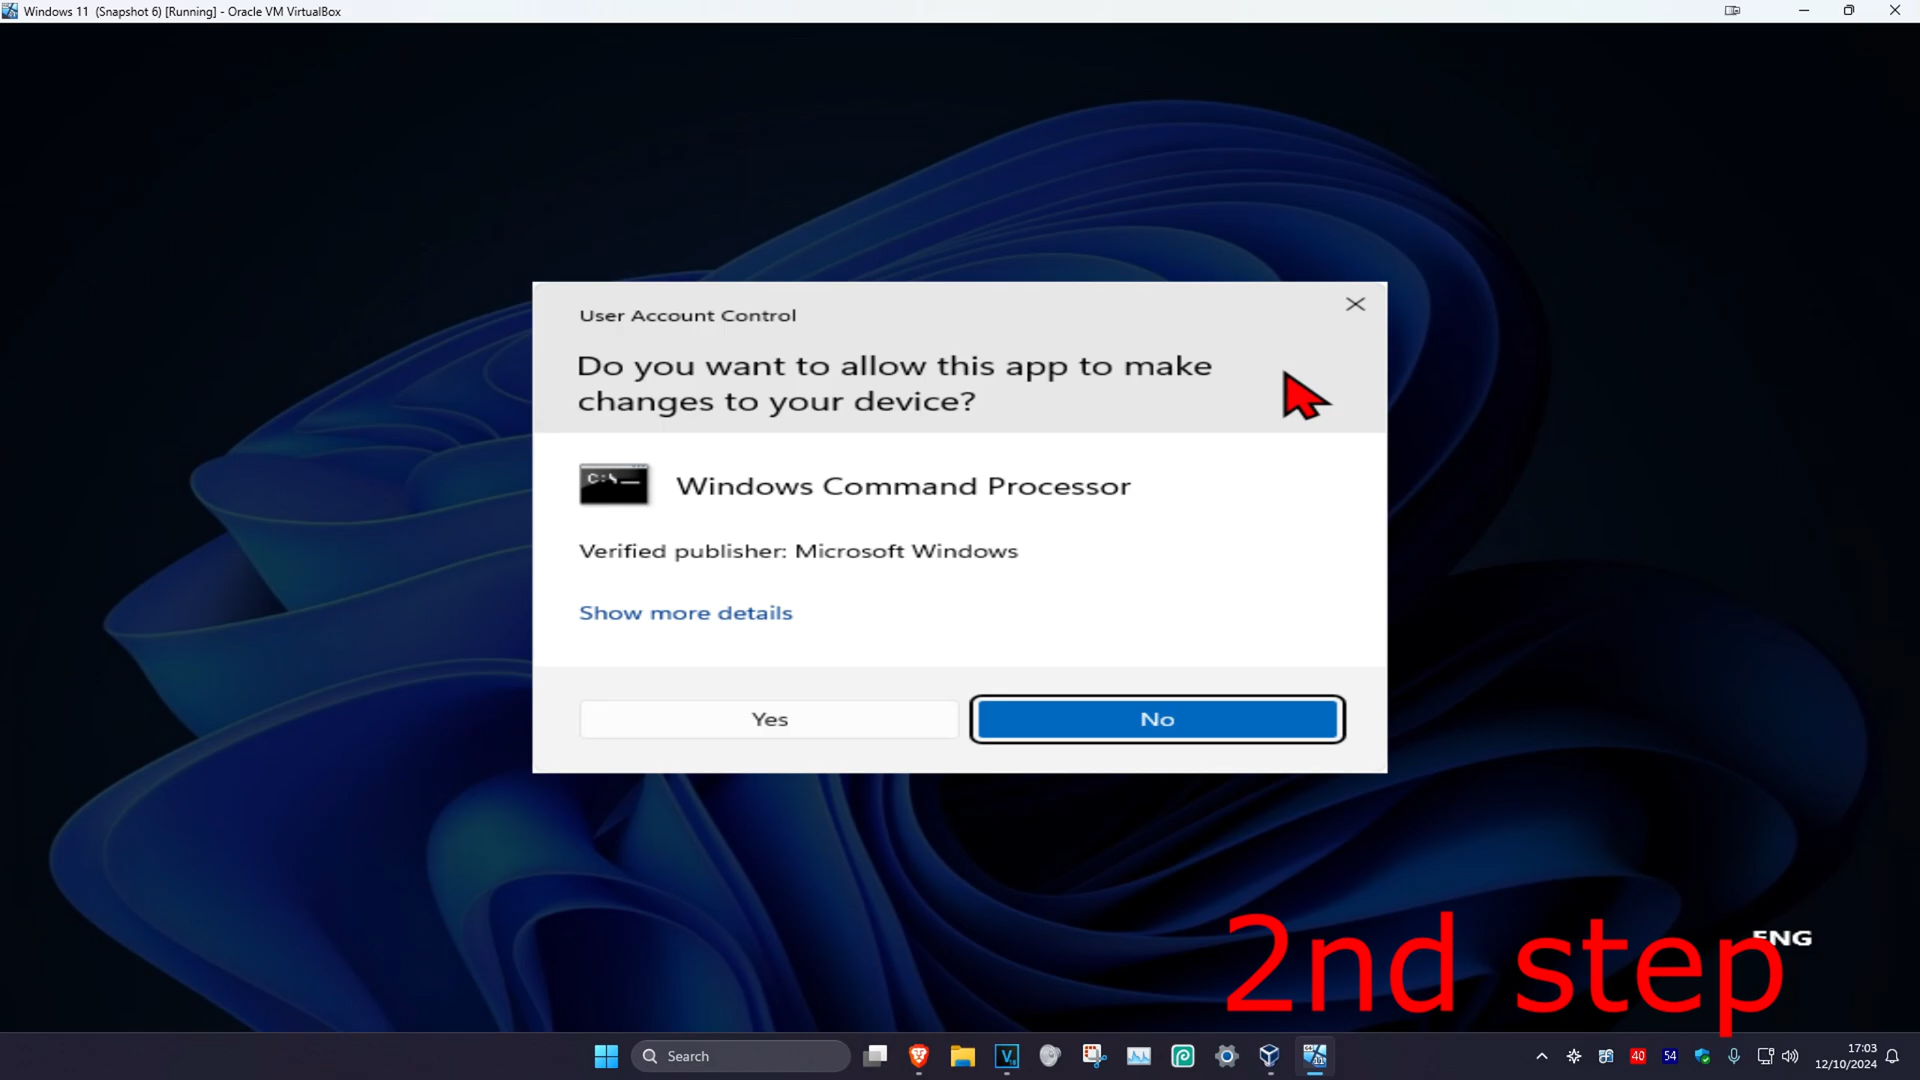 Windows 11 (Snapshot 6) [Running] - Oracle VM VirtualBox
User Account Control
Do you want to allow this app to make
changes to your device?
C:\
Windows Command Processor
Verified publisher: Microsoft Windows
Show more details
Yes
No
ENG
2nd step
Search
40
54
17:03
12/10/2024